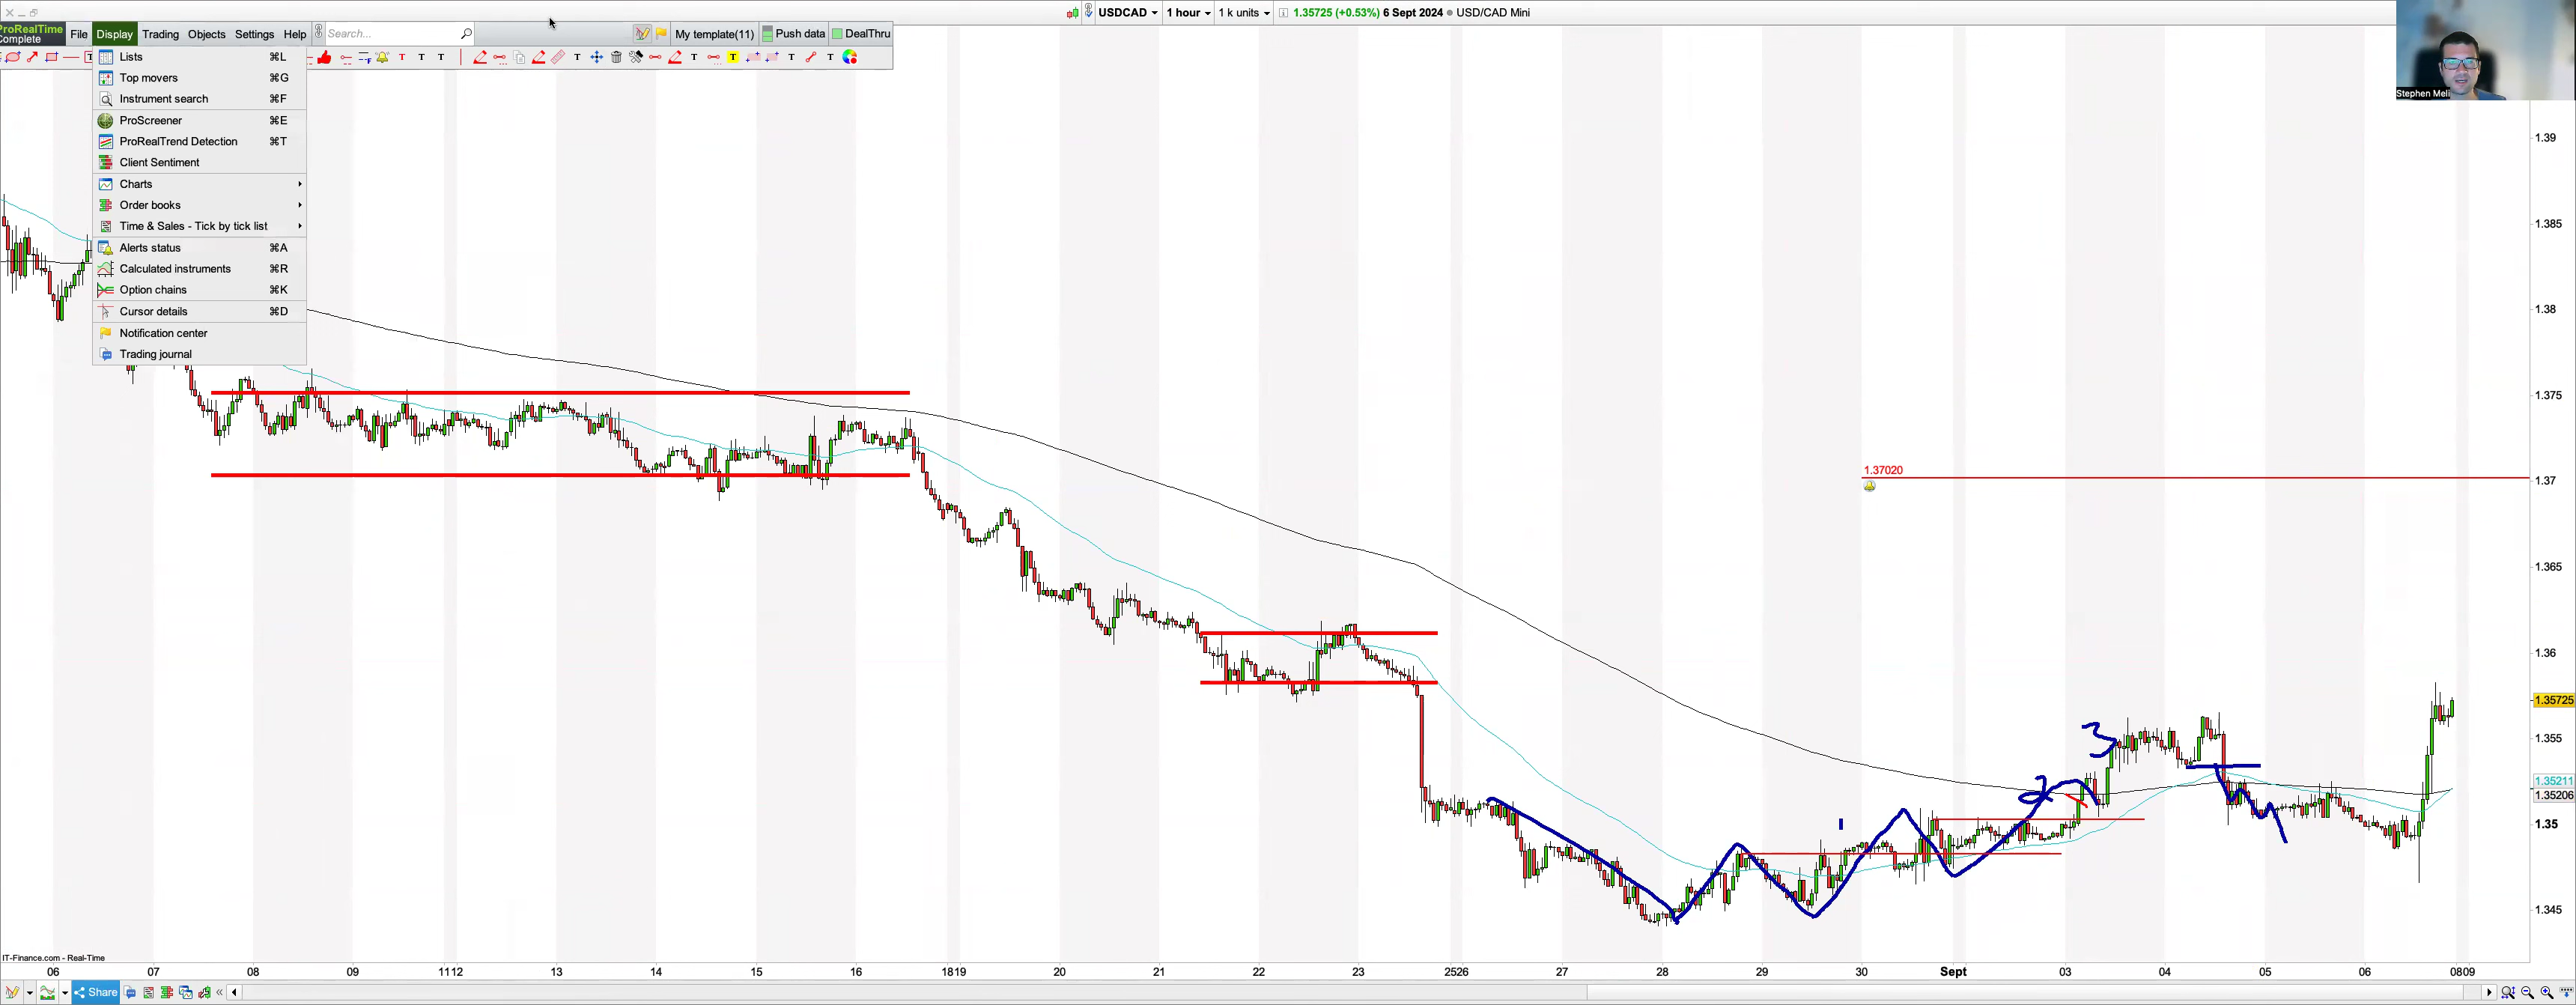 USDCAD 1 hour 1 k units 1.35725 (+0.53%) 6 Sept 2024 USD/CAD Mini
ProRealTime
Complete
File Display Trading Objects Settings Help Search... My template(11) Push data DealThru
Lists ⌘L
Top movers ⌘G
Instrument search ⌘F
ProScreener ⌘E
ProRealTrend Detection ⌘T
Client Sentiment
Charts
Order books
Time & Sales - Tick by tick list
Alerts status ⌘A
Calculated instruments ⌘R
Option chains ⌘K
Cursor details ⌘D
Notification center
Trading journal
Stephen Meli
1.39
1.385
1.38
1.375
1.37020
1.37
1.365
1.36
1.35725
1.355
1.35211
1.35206
1.35
1.345
1
2
3
IT-Finance.com - Real-Time
06 07 08 09 1112 13 14 15 16 1819 20 21 22 23 2526 27 28 29 30 Sept 03 04 05 06 0809
Share